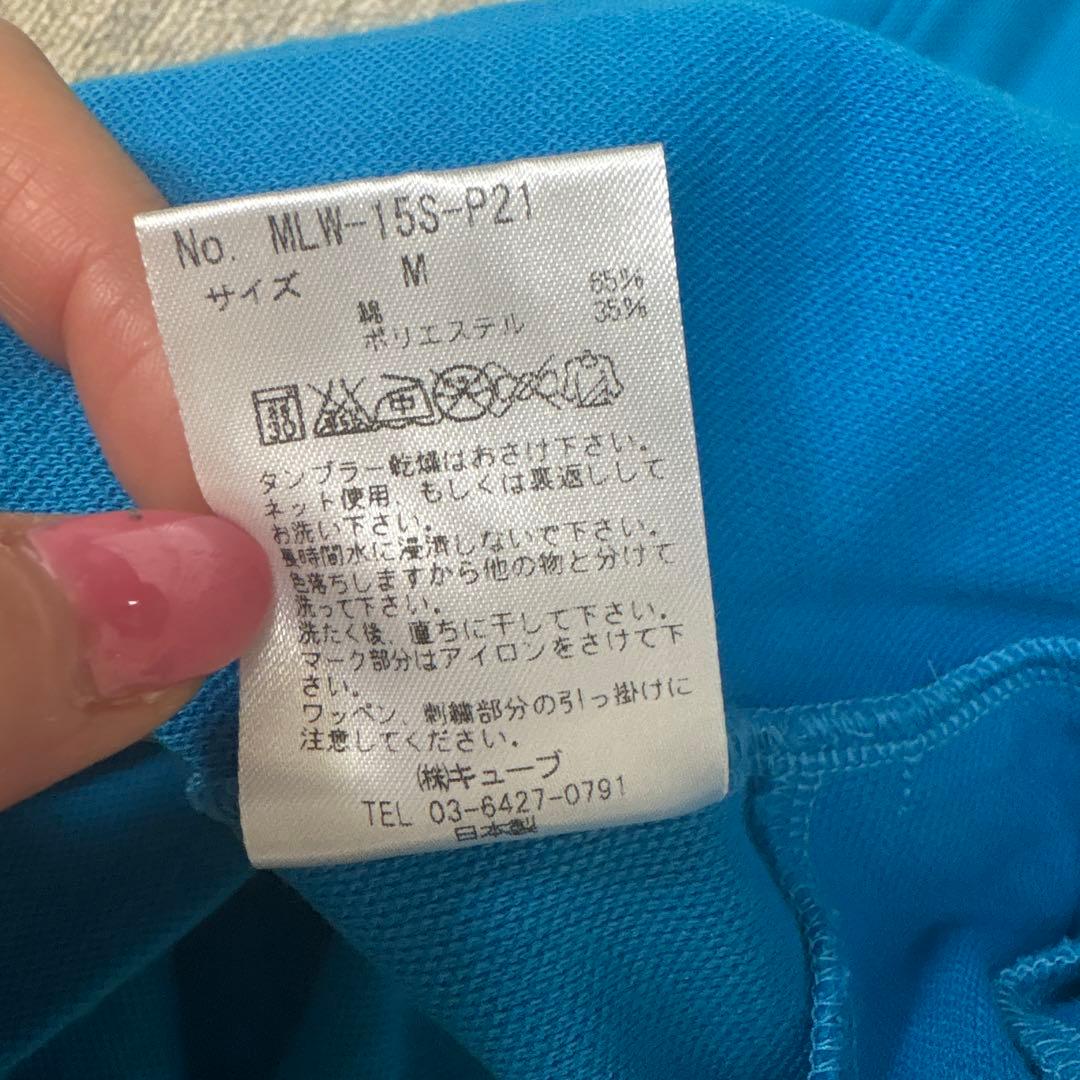 No. MLW-15S-P21
サイズ M
綿 65%
ポリエステル 35%
タンブラー乾燥はおさけ下さい。
ネット使用、もしくは裏返しして
お洗い下さい。
長時間水に浸漬しないで下さい。
色落ちしますから他の物と分けて
洗って下さい。
洗たく後、直ちに干して下さい。
マーク部分はアイロンをさけて下
さい。
ワッペン、刺繍部分の引っ掛けに
注意してください。
(株)キューブ
TEL 03-6427-0791
日本製